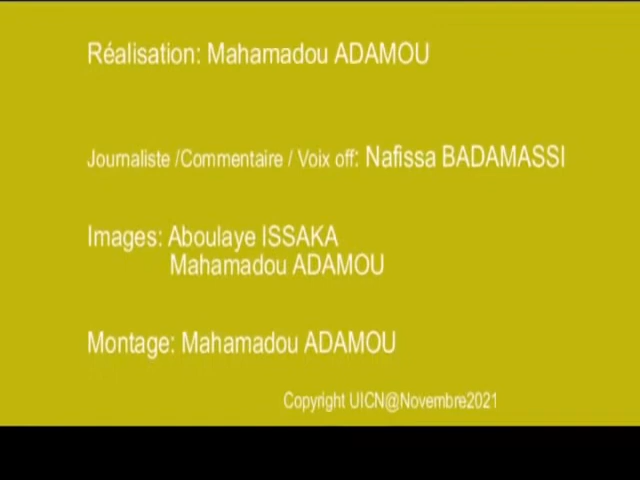 Réalisation: Mahamadou ADAMOU
Journaliste /Commentaire / Voix off: Nafissa BADAMASSI
Images: Aboulaye ISSAKA
Mahamadou ADAMOU
Montage: Mahamadou ADAMOU
Copyright UICN@Novembre2021